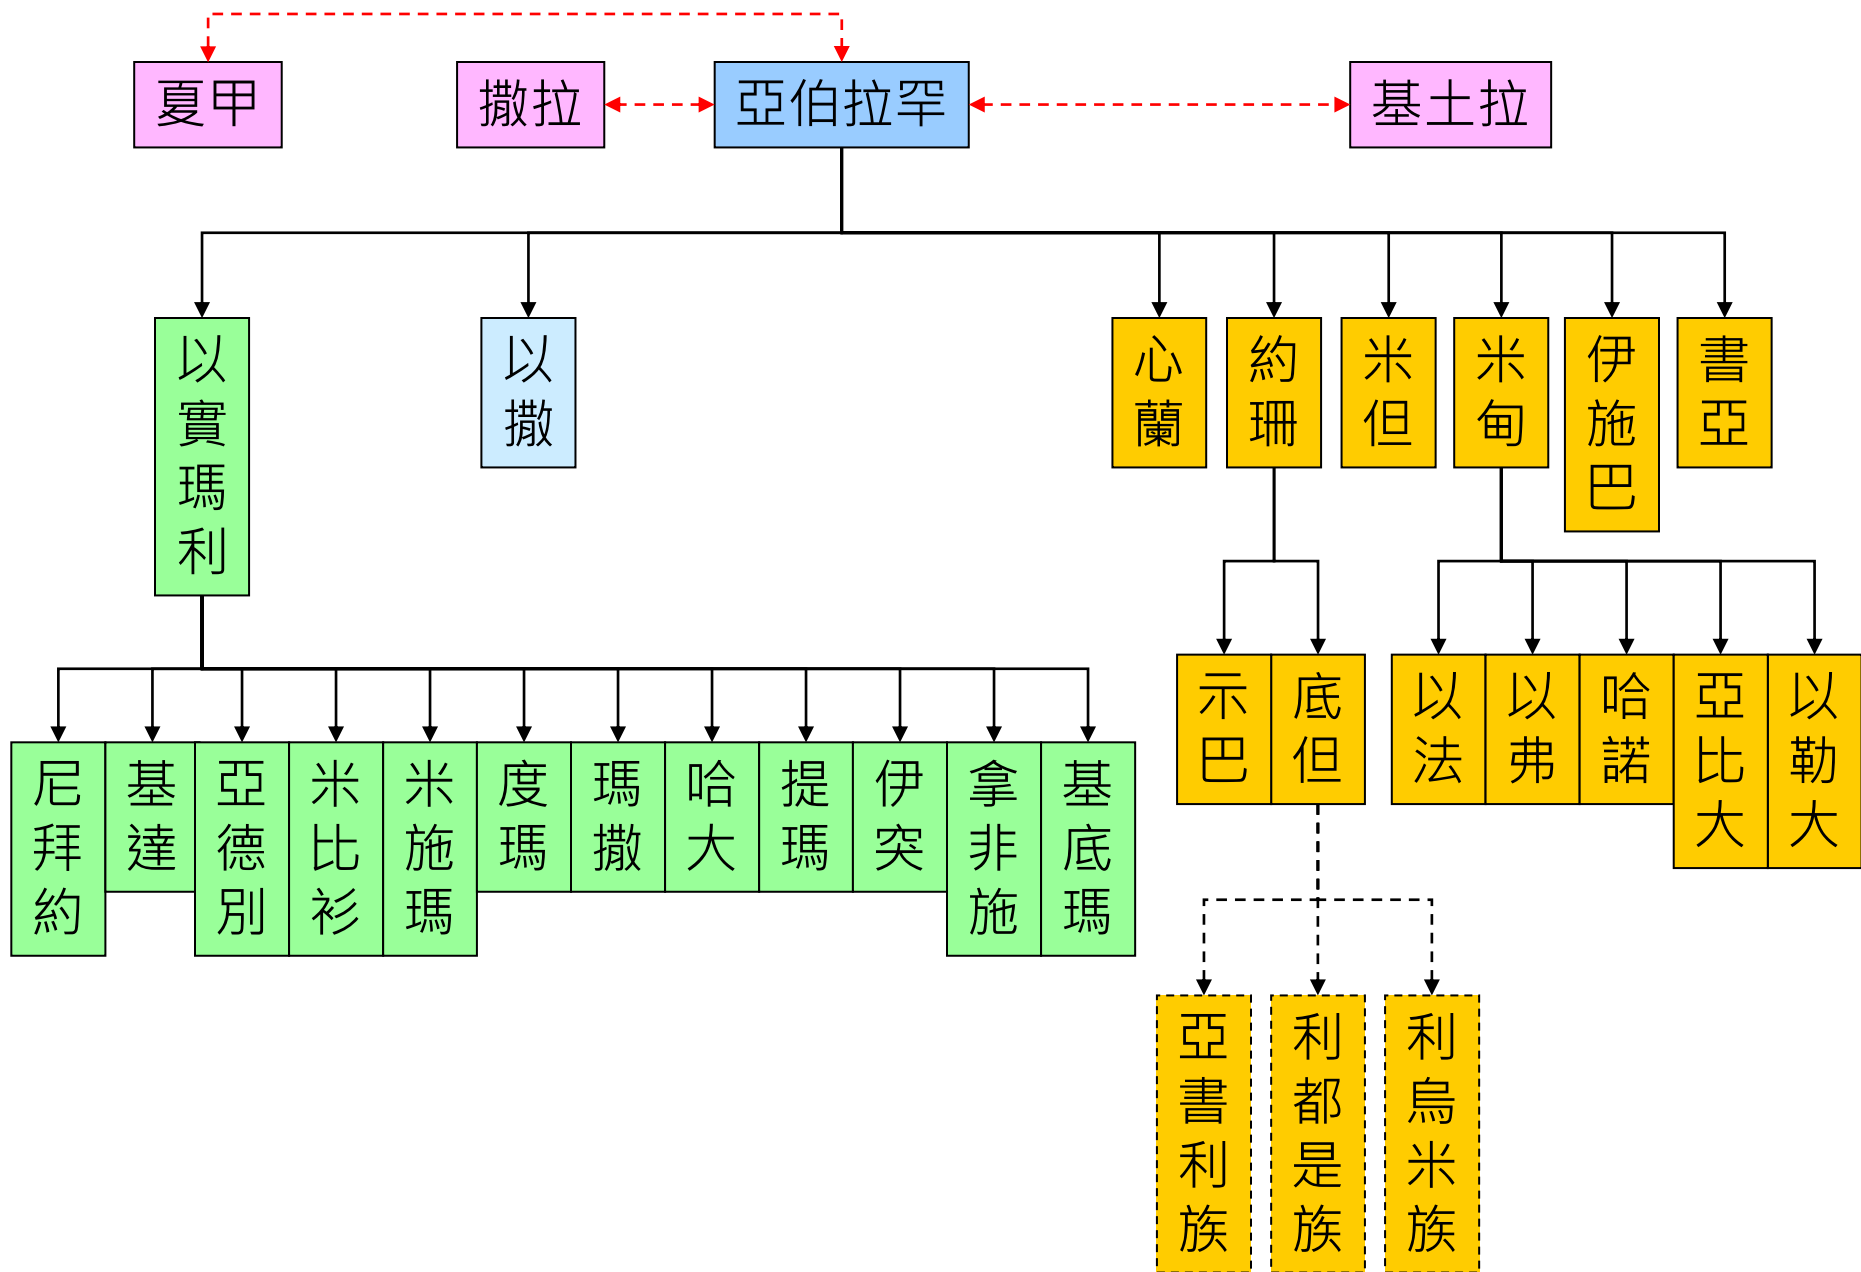 夏甲
撒拉
亞伯拉罕
基土拉
以實瑪利
以撒
心蘭
約珊
米但
米甸
伊施巴
書亞
示巴
底但
以法
以弗
哈諾
亞比大
以勒大
尼拜約
基達
亞德別
米比衫
米施瑪
度瑪
瑪撒
哈大
提瑪
伊突
拿非施
基底瑪
亞書利族
利都是族
利烏米族